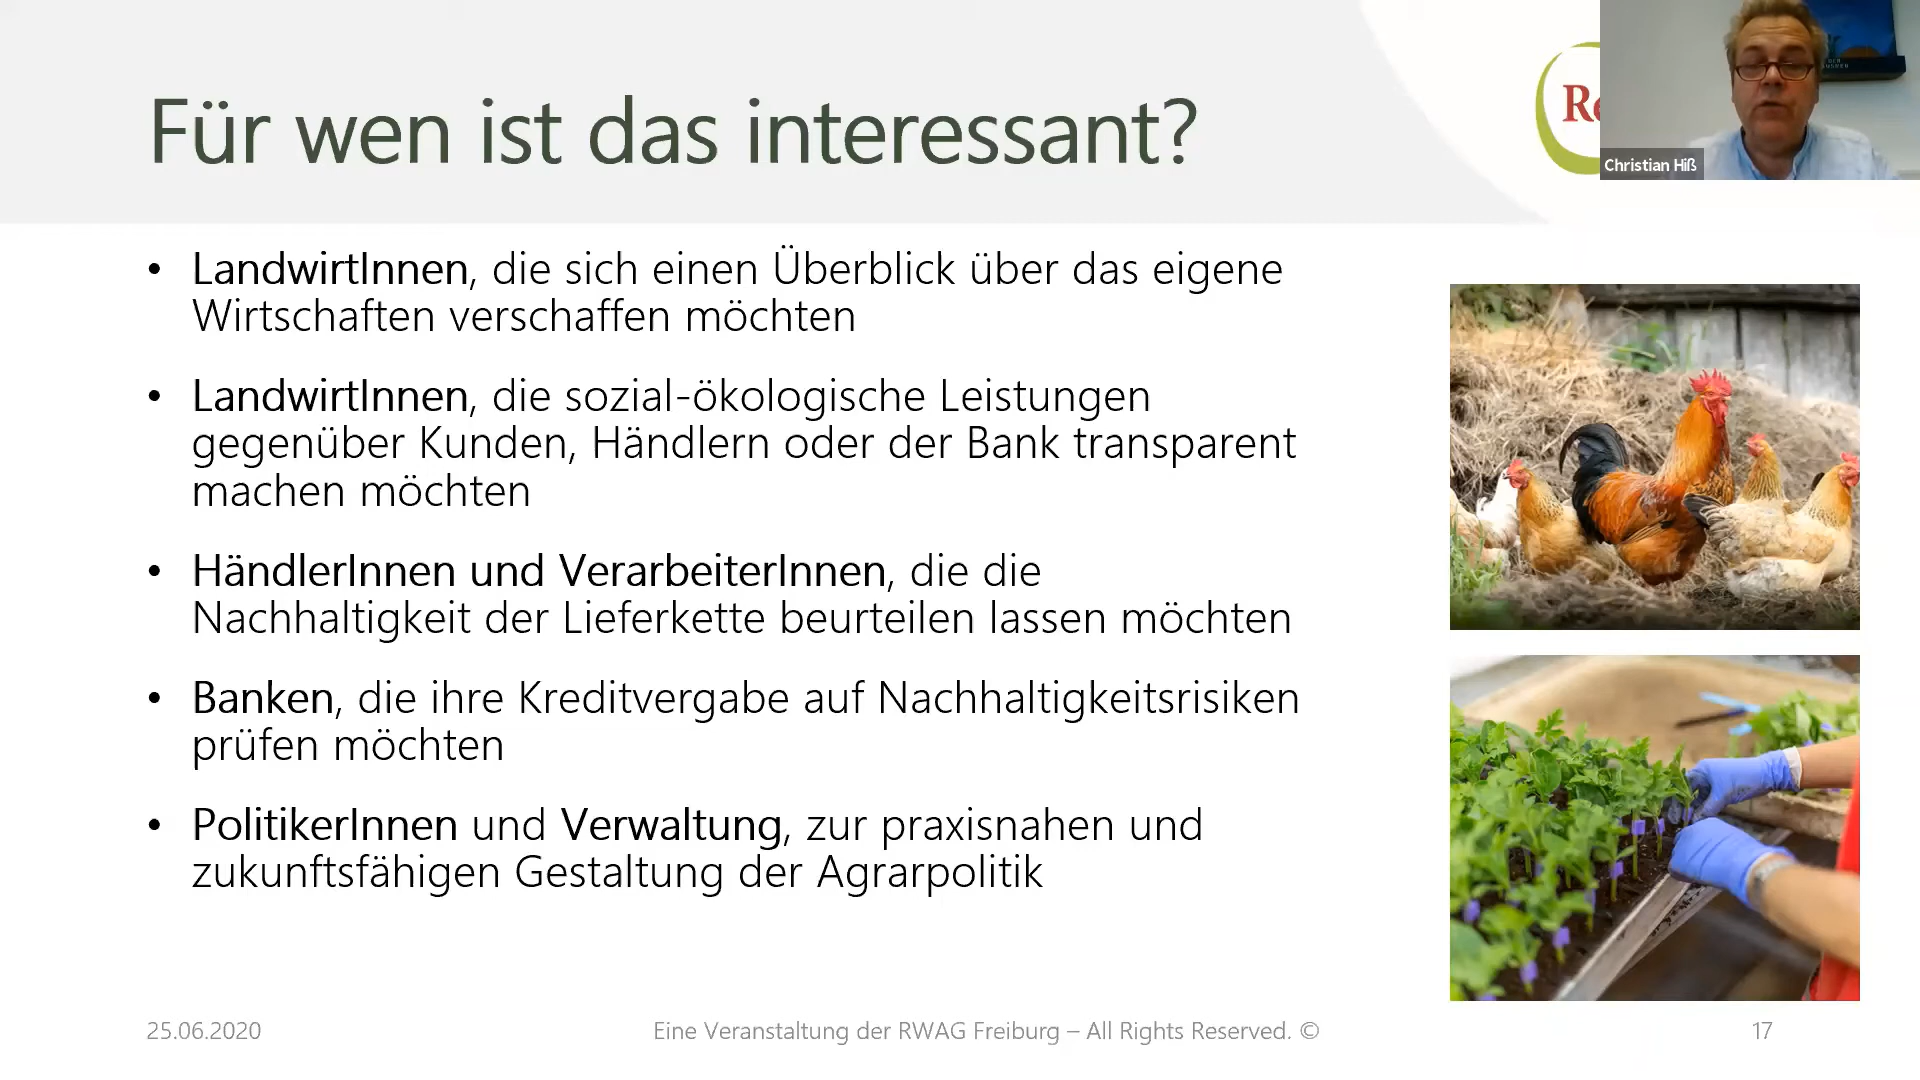 Für wen ist das interessant?
Re
Christian Hiß
• LandwirtInnen, die sich einen Überblick über das eigene
Wirtschaften verschaffen möchten
• LandwirtInnen, die sozial-ökologische Leistungen
gegenüber Kunden, Händlern oder der Bank transparent
machen möchten
• HändlerInnen und VerarbeiterInnen, die die
Nachhaltigkeit der Lieferkette beurteilen lassen möchten
• Banken, die ihre Kreditvergabe auf Nachhaltigkeitsrisiken
prüfen möchten
• PolitikerInnen und Verwaltung, zur praxisnahen und
zukunftsfähigen Gestaltung der Agrarpolitik
25.06.2020
Eine Veranstaltung der RWAG Freiburg – All Rights Reserved. ©
17